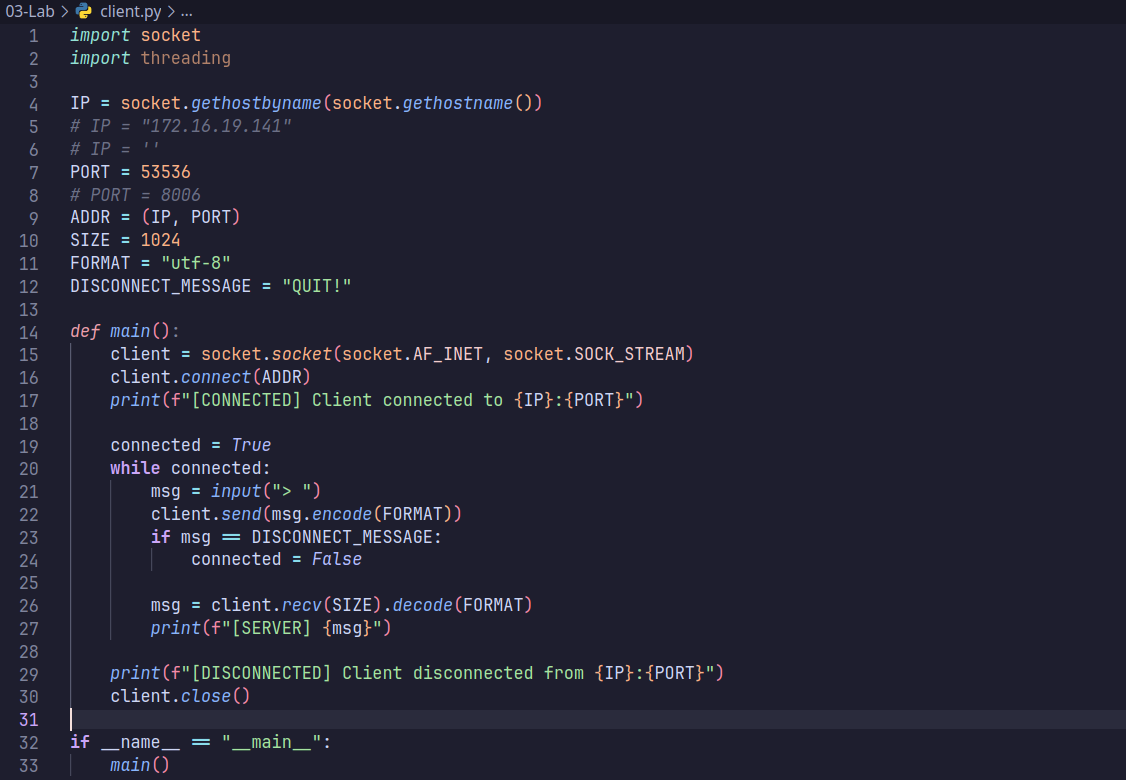 03-Lab > client.py > ...
1 import socket
2 import threading
3
4 IP = socket.gethostbyname(socket.gethostname())
5 # IP = "172.16.19.141"
6 # IP = ''
7 PORT = 53536
8 # PORT = 8006
9 ADDR = (IP, PORT)
10 SIZE = 1024
11 FORMAT = "utf-8"
12 DISCONNECT_MESSAGE = "QUIT!"
13
14 def main():
15     client = socket.socket(socket.AF_INET, socket.SOCK_STREAM)
16     client.connect(ADDR)
17     print(f"[CONNECTED] Client connected to {IP}:{PORT}")
18
19     connected = True
20     while connected:
21         msg = input("> ")
22         client.send(msg.encode(FORMAT))
23         if msg == DISCONNECT_MESSAGE:
24             connected = False
25
26         msg = client.recv(SIZE).decode(FORMAT)
27         print(f"[SERVER] {msg}")
28
29     print(f"[DISCONNECTED] Client disconnected from {IP}:{PORT}")
30     client.close()
31
32 if __name__ == "__main__":
33     main()